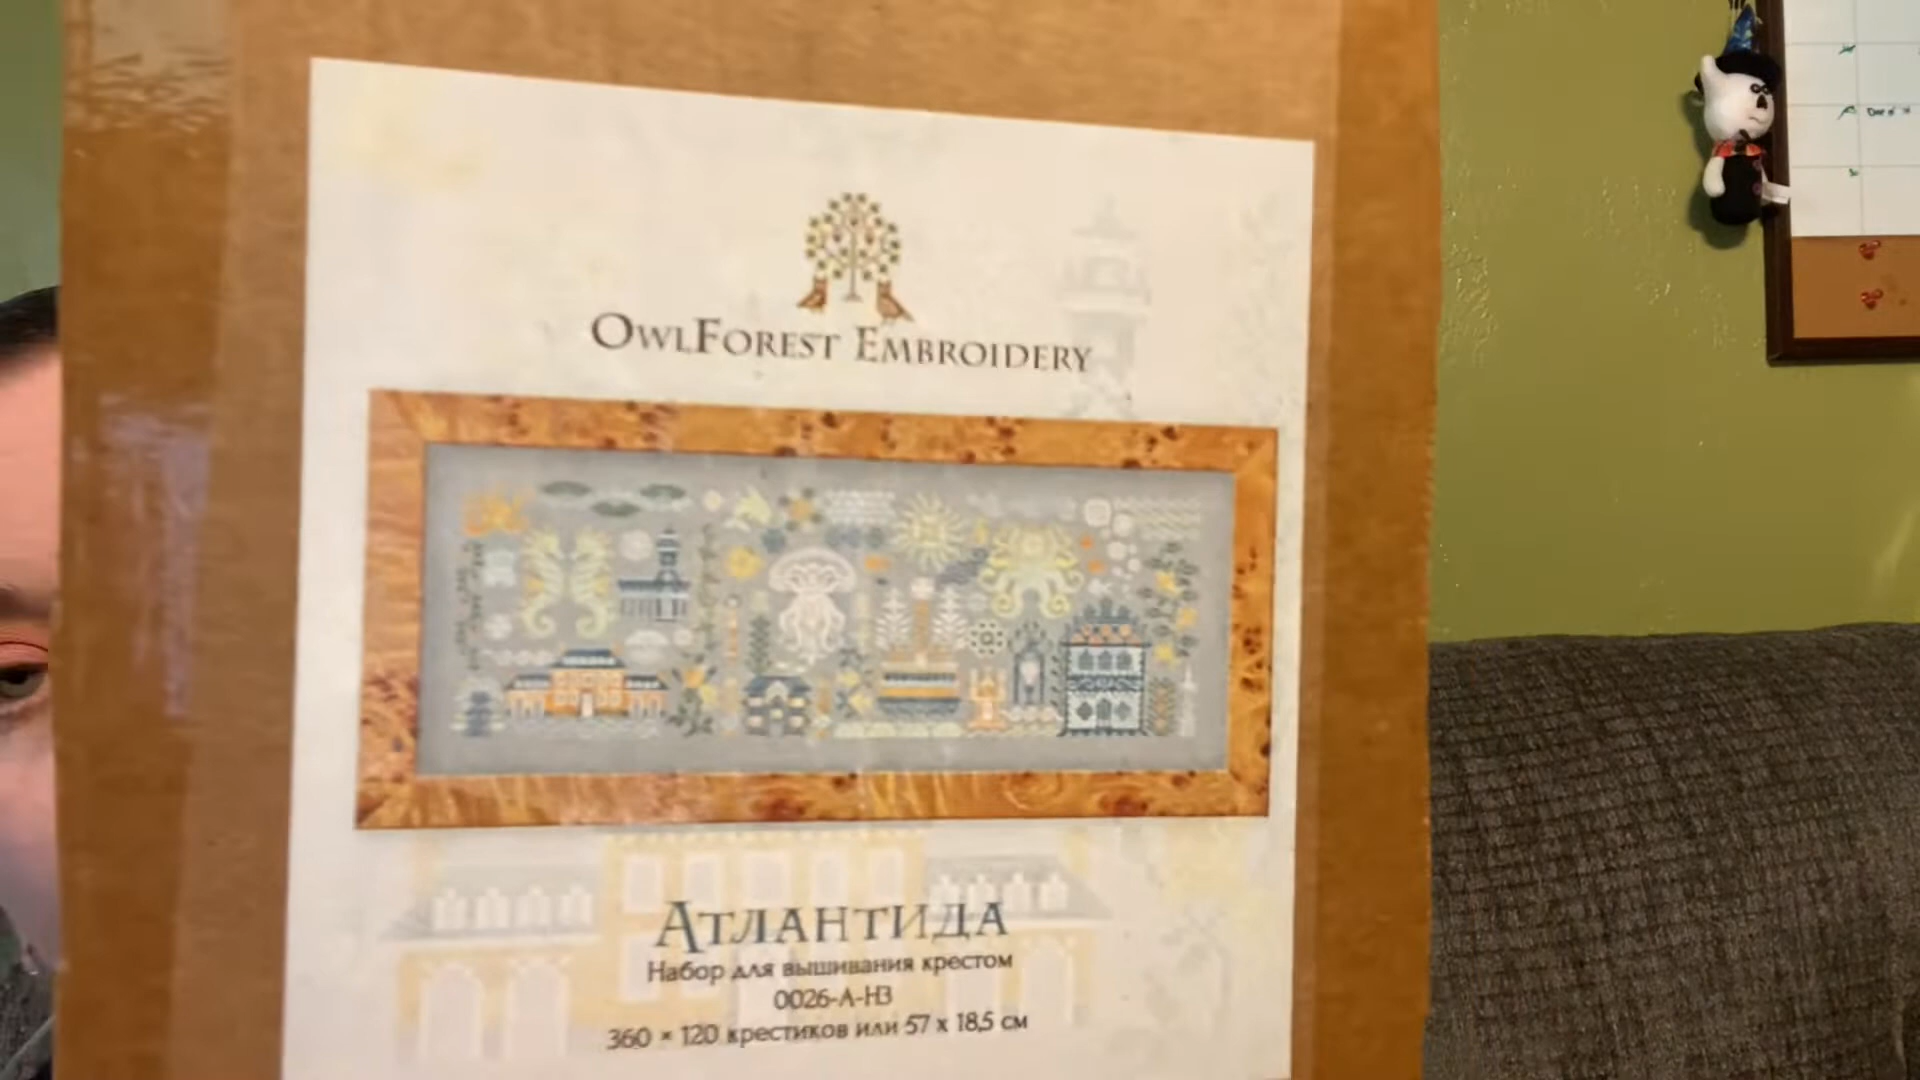 OwlForest Embroidery
Атлантида
Набор для вышивания крестом
0026-А-НЗ
360 × 120 крестиков или 57 x 18,5 см